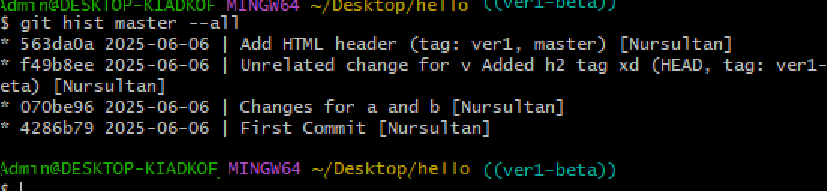 Admin@DESKTOP-KIADKOF MINGW64 ~/Desktop/hello ((ver1-beta))
$ git hist master --all
* 563da0a 2025-06-06 | Add HTML header (tag: ver1, master) [Nursultan]
* f49b8ee 2025-06-06 | Unrelated change for v Added h2 tag xd (HEAD, tag: ver1-
eta) [Nursultan]
* 070be96 2025-06-06 | Changes for a and b [Nursultan]
* 4286b79 2025-06-06 | First Commit [Nursultan]
Admin@DESKTOP-KIADKOF MINGW64 ~/Desktop/hello ((ver1-beta))
$